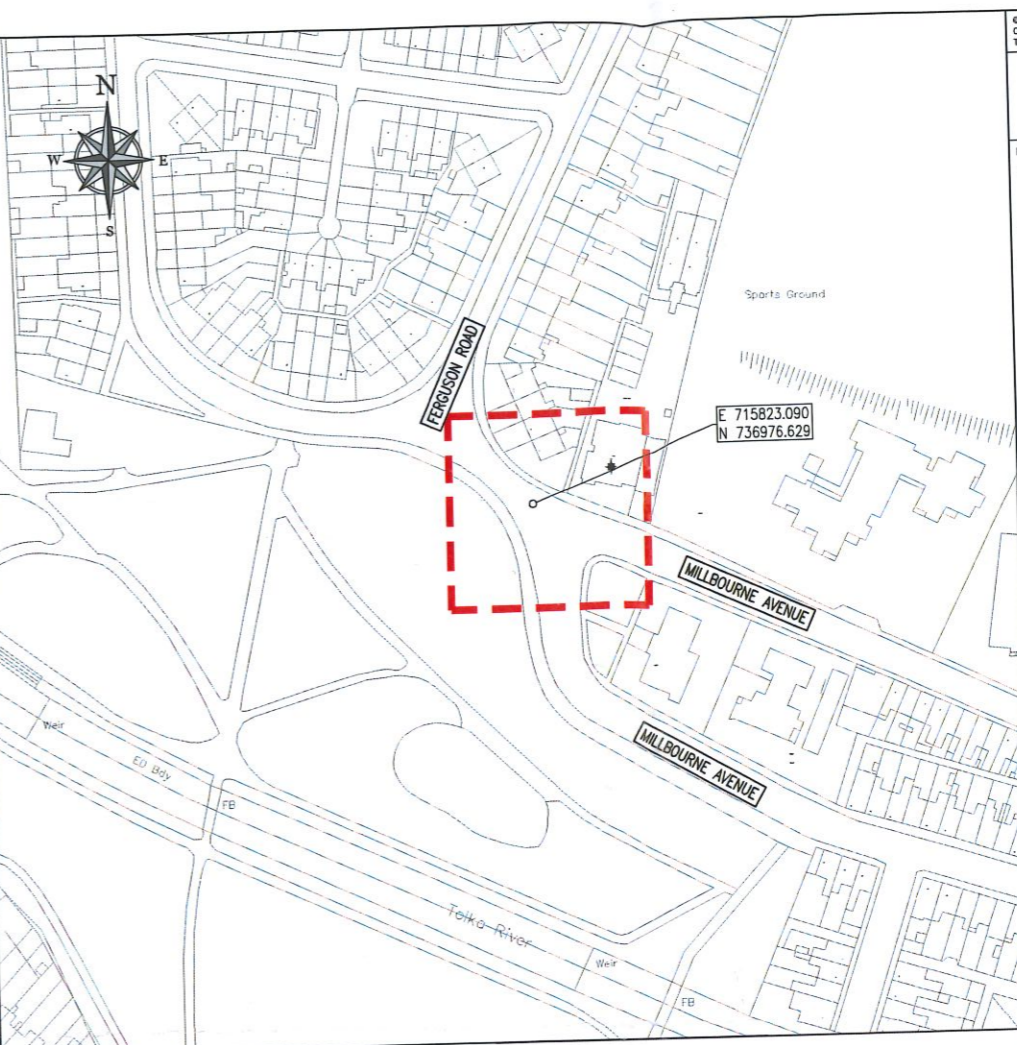 N
W
E
S
Sports Ground
FERGUSON ROAD
E 715823.090
N 736976.629
MILLBOURNE AVENUE
MILLBOURNE AVENUE
Weir
ED Bdy
FB
Tolka River
Weir
FB